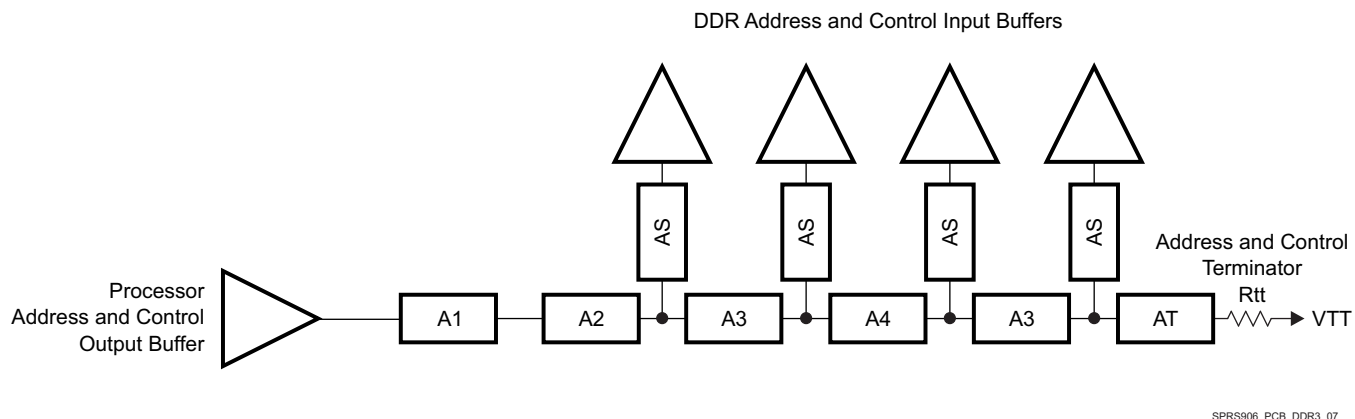 DDR Address and Control Input Buffers
AS
AS
AS
AS
Processor
Address and Control
Output Buffer
A1
A2
A3
A4
A3
AT
Address and Control
Terminator
Rtt
VTT
SPRS906_PCB_DDR3_07